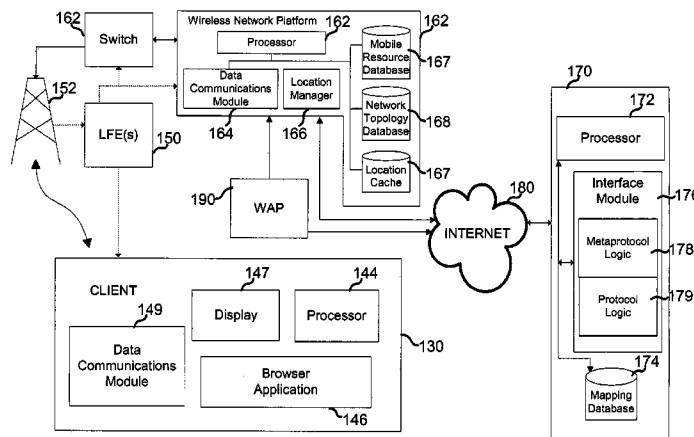 162
Switch
152
LFE(s)
150
Wireless Network Platform
162
Processor
162
Data
Communications
Module
164
Location
Manager
166
Mobile
Resource
Database
167
Network
Topology
Database
168
Location
Cache
167
190
WAP
180
INTERNET
170
172
Processor
Interface
Module
176
Metaprotocol
Logic
178
Protocol
Logic
179
174
Mapping
Database
CLIENT
149
Data
Communications
Module
147
Display
144
Processor
130
Browser
Application
146